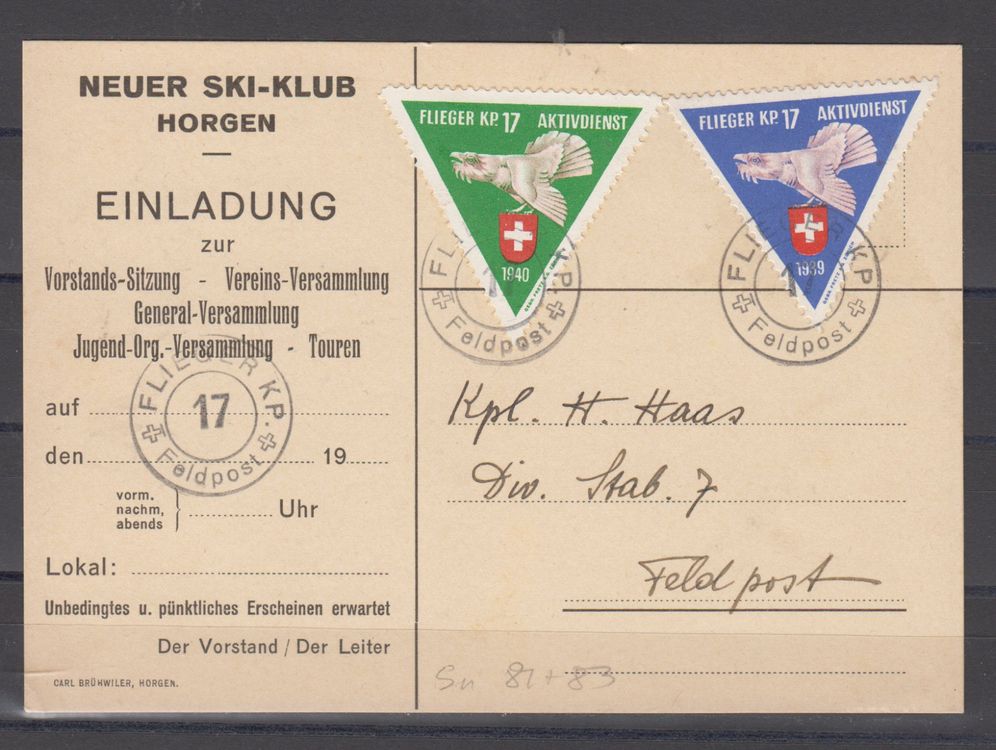 NEUER SKI-KLUB
HORGEN
EINLADUNG
zur
Vorstands-Sitzung - Vereins-Versammlung
General-Versammlung
Jugend-Org.-Versammlung - Touren
auf
den 19
vorm.
nachm,
abends
Uhr
Lokal:
Unbedingtes u. pünktliches Erscheinen erwartet
Der Vorstand / Der Leiter
CARL BRÜHWILER, HORGEN.
FLIEGER KP.
17
Feldpost
FLIEGER KP. 17 AKTIVDIENST
1940
FLIEGER KP. 17 AKTIVDIENST
1939
FLIEGER KP.
Feldpost
FLIEGER KP.
Feldpost
Kpl. H. Haas
Div. Stab. 7
Feldpost
81 + 83